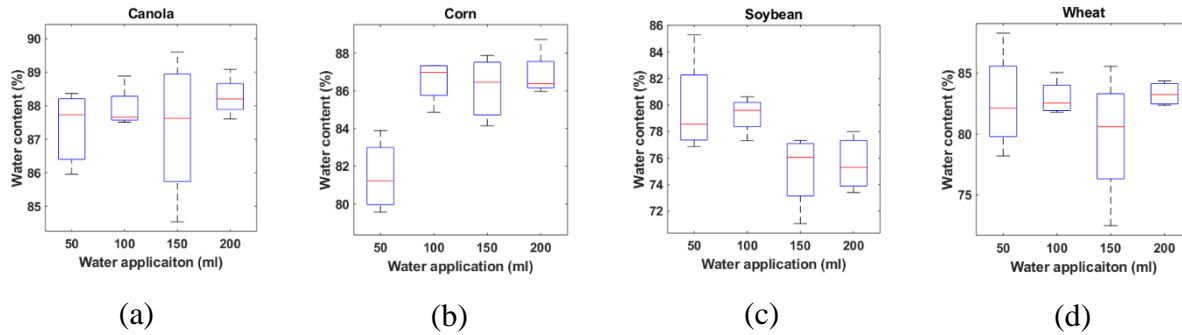 Canola
Water content (%)
90
89
88
87
86
85
50 100 150 200
Water applicaiton (ml)
(a)
Corn
Water content (%)
88
86
84
82
80
50 100 150 200
Water application (ml)
(b)
Soybean
Water content (%)
86
84
82
80
78
76
74
72
50 100 150 200
Water application (ml)
(c)
Wheat
Water content (%)
85
80
75
50 100 150 200
Water applicaiton (ml)
(d)